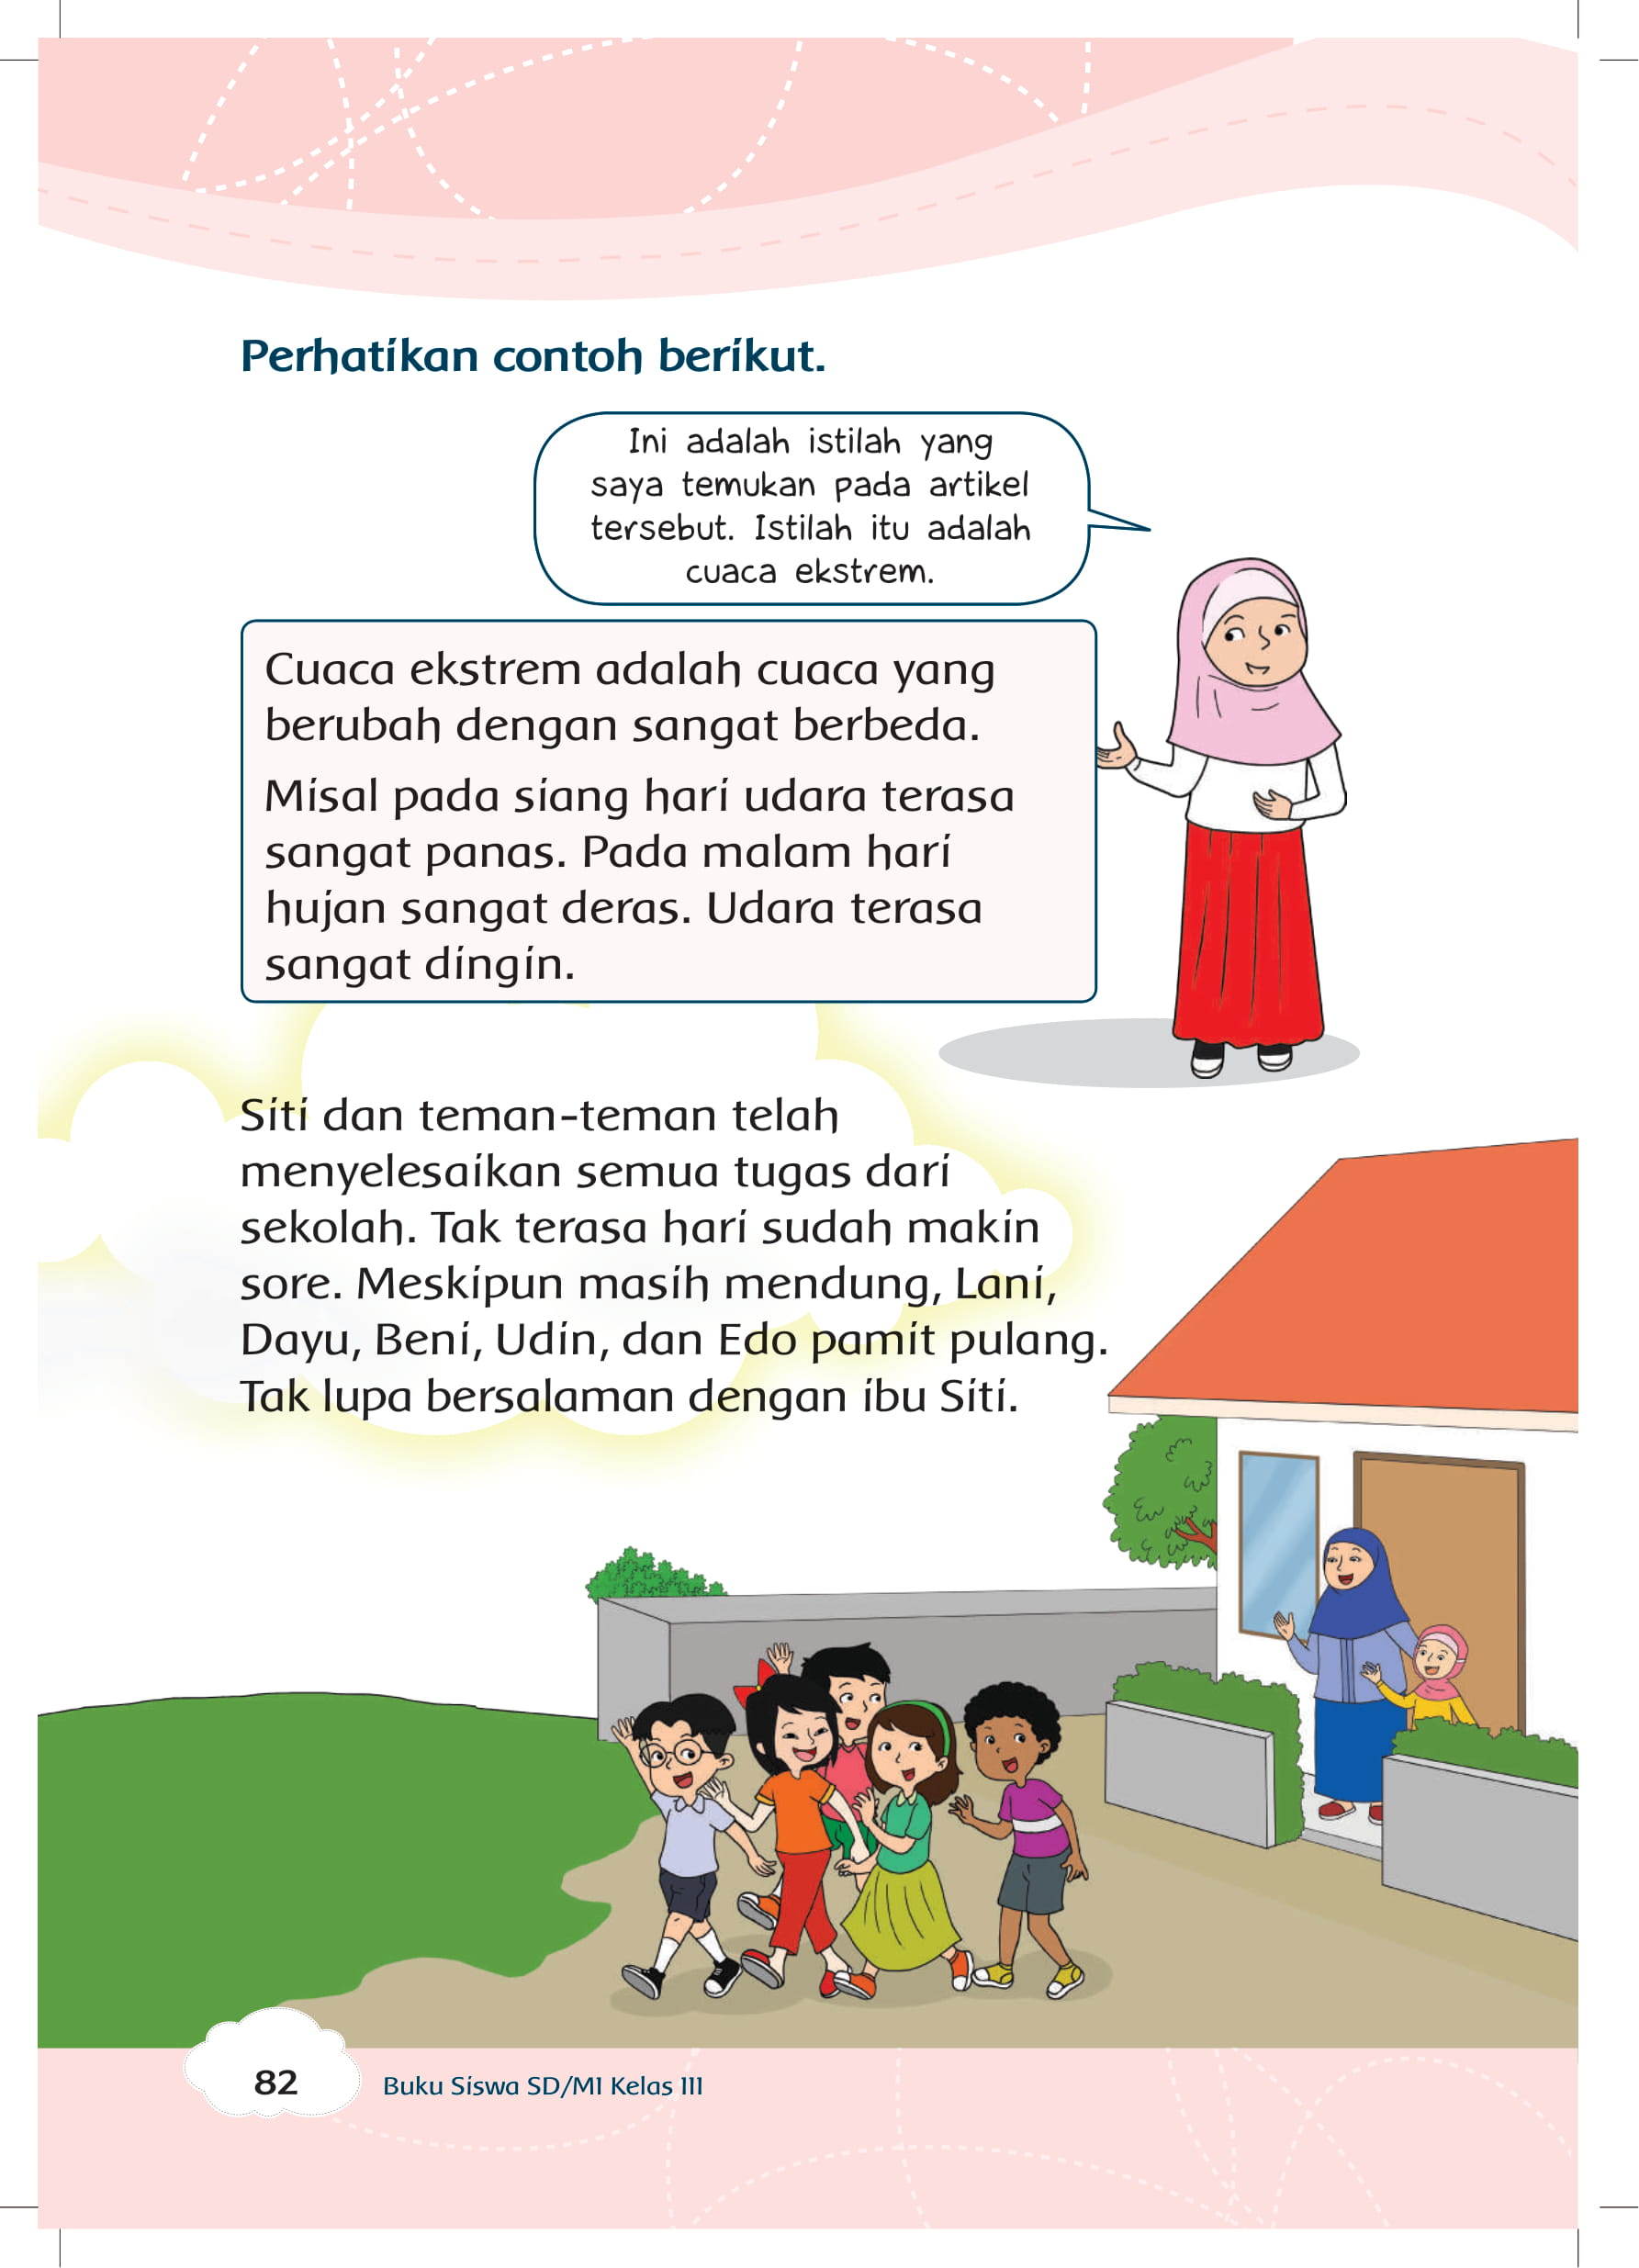 Perhatikan contoh berikut.
Ini adalah istilah yang
saya temukan pada artikel
tersebut. Istilah itu adalah
cuaca ekstrem.
Cuaca ekstrem adalah cuaca yang
berubah dengan sangat berbeda.
Misal pada siang hari udara terasa
sangat panas. Pada malam hari
hujan sangat deras. Udara terasa
sangat dingin.
Siti dan teman-teman telah
menyelesaikan semua tugas dari
sekolah. Tak terasa hari sudah makin
sore. Meskipun masih mendung, Lani,
Dayu, Beni, Udin, dan Edo pamit pulang.
Tak lupa bersalaman dengan ibu Siti.
82
Buku Siswa SD/MI Kelas III